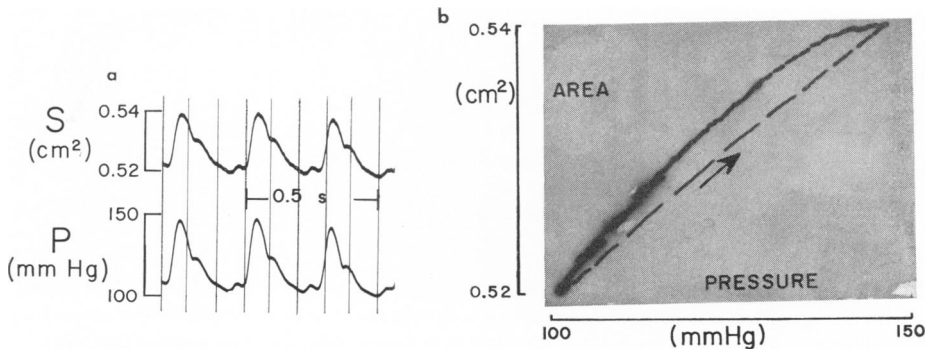 a
S
(cm²)
0.54
0.52
0.5 s
P
(mm Hg)
150
100
b
0.54
(cm²)
AREA
PRESSURE
0.52
100
(mmHg)
150